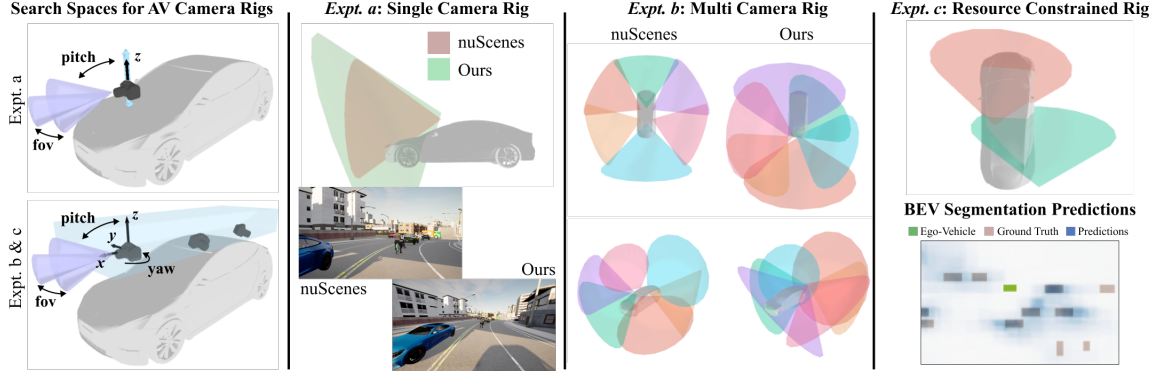 Search Spaces for AV Camera Rigs
Expt. a
pitch
z
fov
Expt. b & c
pitch
z
y
x
yaw
fov
Expt. a: Single Camera Rig
nuScenes
Ours
Ours
nuScenes
Expt. b: Multi Camera Rig
nuScenes
Ours
Expt. c: Resource Constrained Rig
BEV Segmentation Predictions
Ego-Vehicle
Ground Truth
Predictions